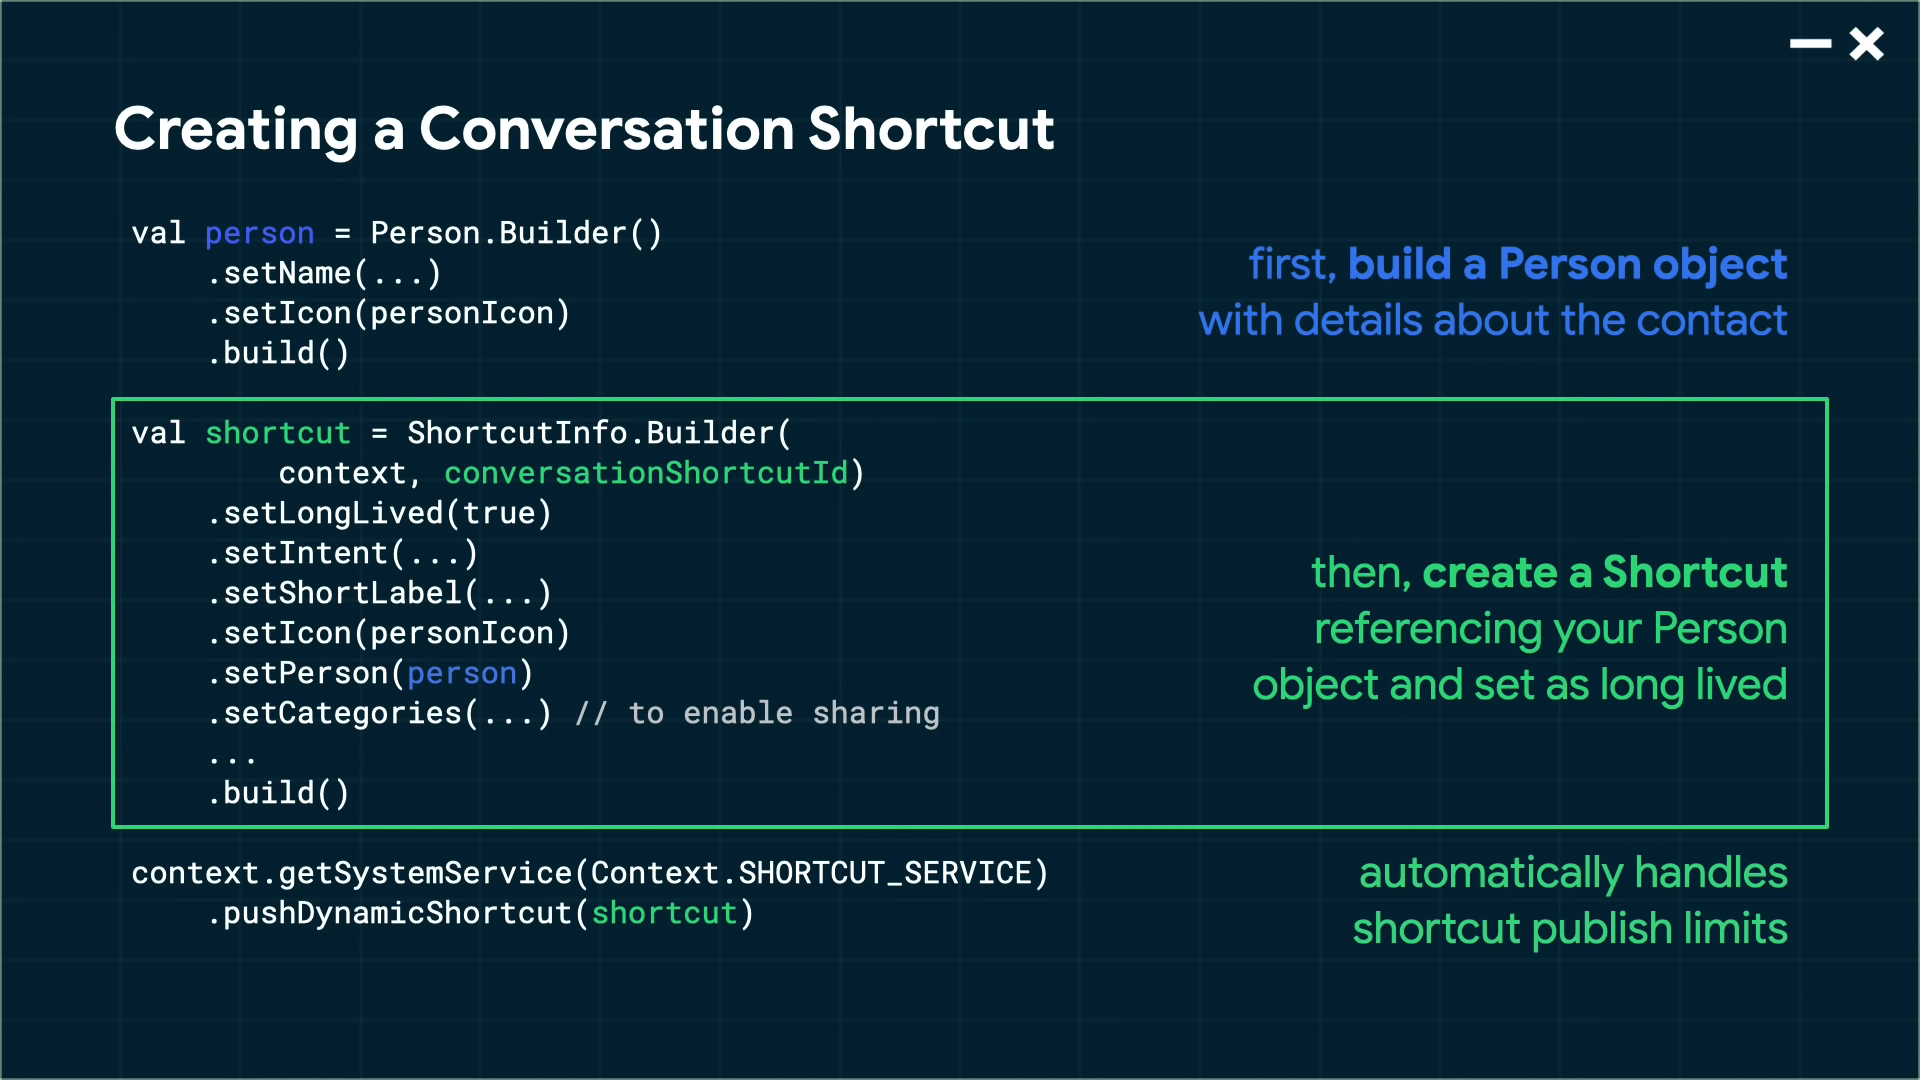 Creating a Conversation Shortcut
val person = Person.Builder()
.setName(...)
.setIcon(personIcon)
.build()
first, build a Person object
with details about the contact
val shortcut = ShortcutInfo.Builder(
context, conversationShortcutId)
.setLongLived(true)
.setIntent(...)
.setShortLabel(...)
.setIcon(personIcon)
.setPerson(person)
.setCategories(...) // to enable sharing
...
.build()
then, create a Shortcut
referencing your Person
object and set as long lived
context.getSystemService(Context.SHORTCUT_SERVICE)
.pushDynamicShortcut(shortcut)
automatically handles
shortcut publish limits